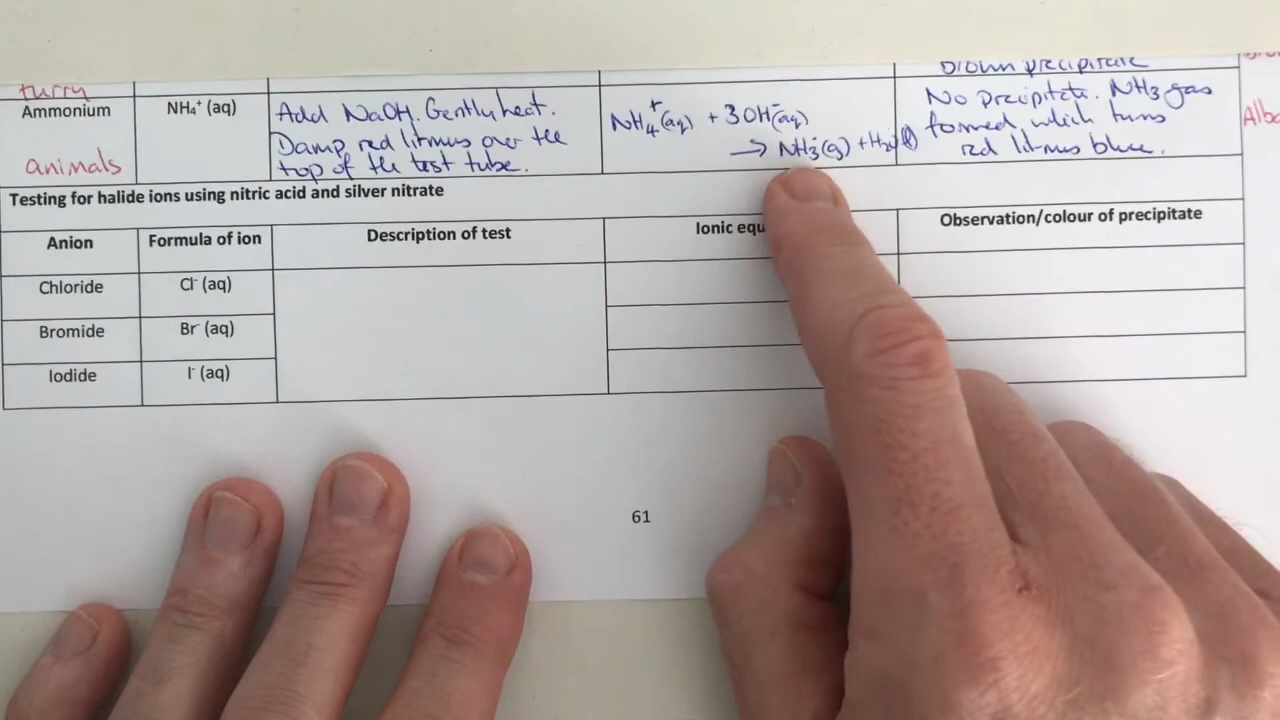 brown precipitate
furry
Ammonium NH₄⁺ (aq) Add NaOH. Gently heat. NH₄⁺(aq) + 3OH⁻(aq) No precipitate. NH3 gas
Damp red litmus over the → NH3(g) + H₂O(l) formed which turns
animals top of the test tube. red litmus blue.
Testing for halide ions using nitric acid and silver nitrate
Anion Formula of ion Description of test Ionic Observation/colour of precipitate
Chloride Cl⁻ (aq)
Bromide Br⁻ (aq)
Iodide I⁻ (aq)
61